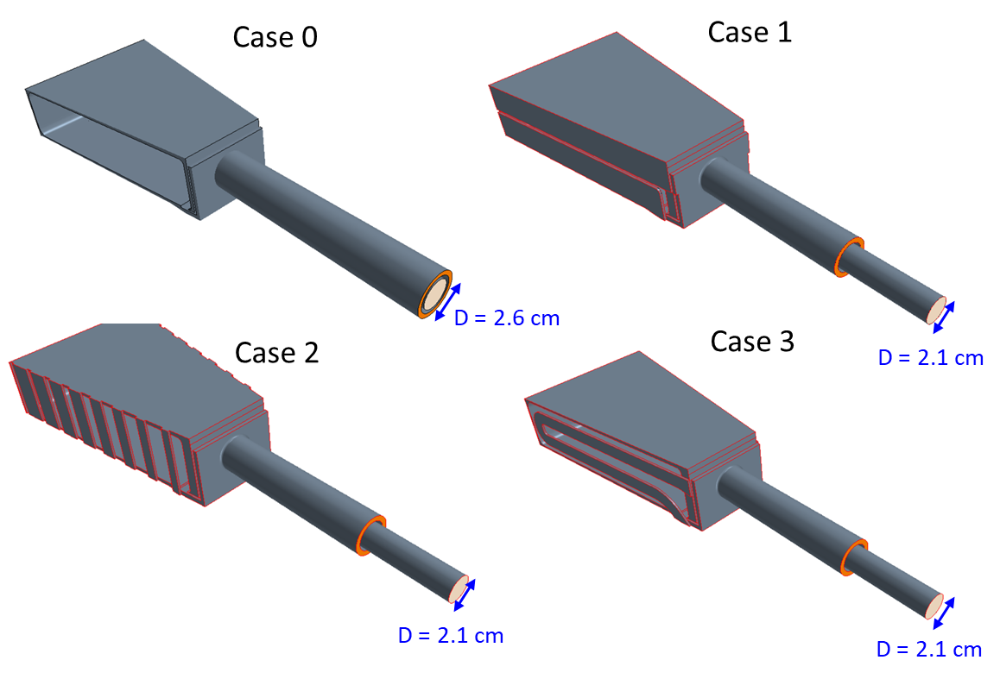 Case 0
Case 1
D = 2.6 cm
D = 2.1 cm
Case 2
Case 3
D = 2.1 cm
D = 2.1 cm